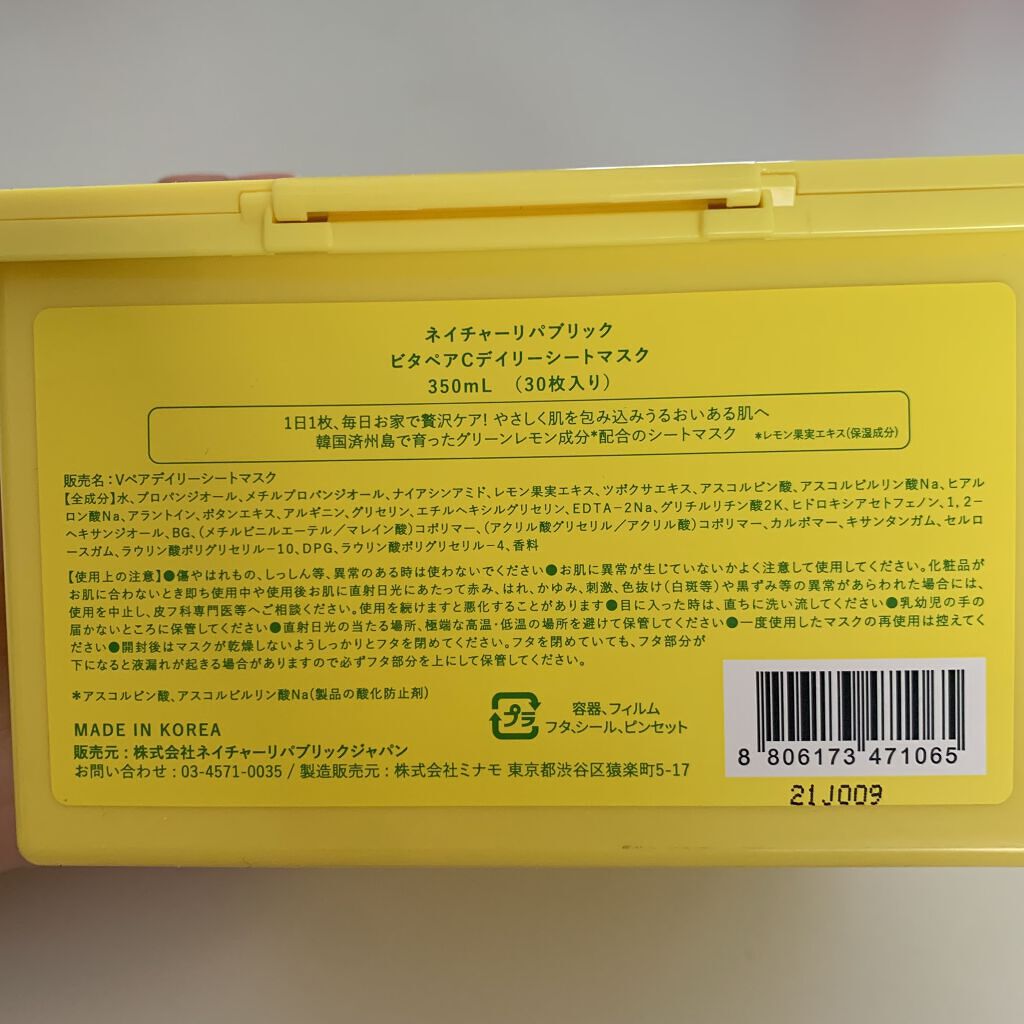 ネイチャーリパブリック
ビタペアCデイリーシートマスク
350mL （30枚入り）
1日1枚、毎日お家で贅沢ケア！やさしく肌を包み込みうるおいある肌へ
韓国済州島で育ったグリーンレモン成分*配合のシートマスク *レモン果実エキス(保湿成分)
販売名：Vペアデイリーシートマスク
【全成分】水、プロパンジオール、メチルプロパンジオール、ナイアシンアミド、レモン果実エキス、ツボクサエキス、アスコルビン酸、アスコルビルリン酸Na、ヒアル
ロン酸Na、アラントイン、ボタンエキス、アルギニン、グリセリン、エチルヘキシルグリセリン、EDTA-2Na、グリチルリチン酸2K、ヒドロキシアセトフェノン、1,2-
ヘキサンジオール、BG、(メチルビニルエーテル／マレイン酸)コポリマー、(アクリル酸グリセリル／アクリル酸)コポリマー、カルボマー、キサンタンガム、セルロ
ースガム、ラウリン酸ポリグリセリル-10、DPG、ラウリン酸ポリグリセリル-4、香料
【使用上の注意】●傷やはれもの、しっしん等、異常のある時は使わないでください●お肌に異常が生じていないかよく注意して使用してください。化粧品が
お肌に合わないとき即ち使用中や使用後お肌に直射日光にあたって赤み、はれ、かゆみ、刺激、色抜け(白斑等)や黒ずみ等の異常があらわれた場合には、
使用を中止し、皮フ科専門医等へご相談ください。使用を続けますと悪化することがあります●目に入った時は、直ちに洗い流してください●乳幼児の手の
届かないところに保管してください●直射日光の当たる場所、極端な高温・低温の場所を避けて保管してください●一度使用したマスクの再使用は控えてく
ださい●開封後はマスクが乾燥しないようしっかりとフタを閉めてください。フタを閉めていても、フタ部分が
下になると液漏れが起きる場合がありますので必ずフタ部分を上にして保管してください。
*アスコルビン酸、アスコルビルリン酸Na(製品の酸化防止剤)
プラ
容器、フィルム
フタ、シール、ピンセット
MADE IN KOREA
販売元：株式会社ネイチャーリパブリックジャパン
お問い合わせ：03-4571-0035 / 製造販売元：株式会社ミナモ 東京都渋谷区猿楽町5-17
8 806173 471065
21J009